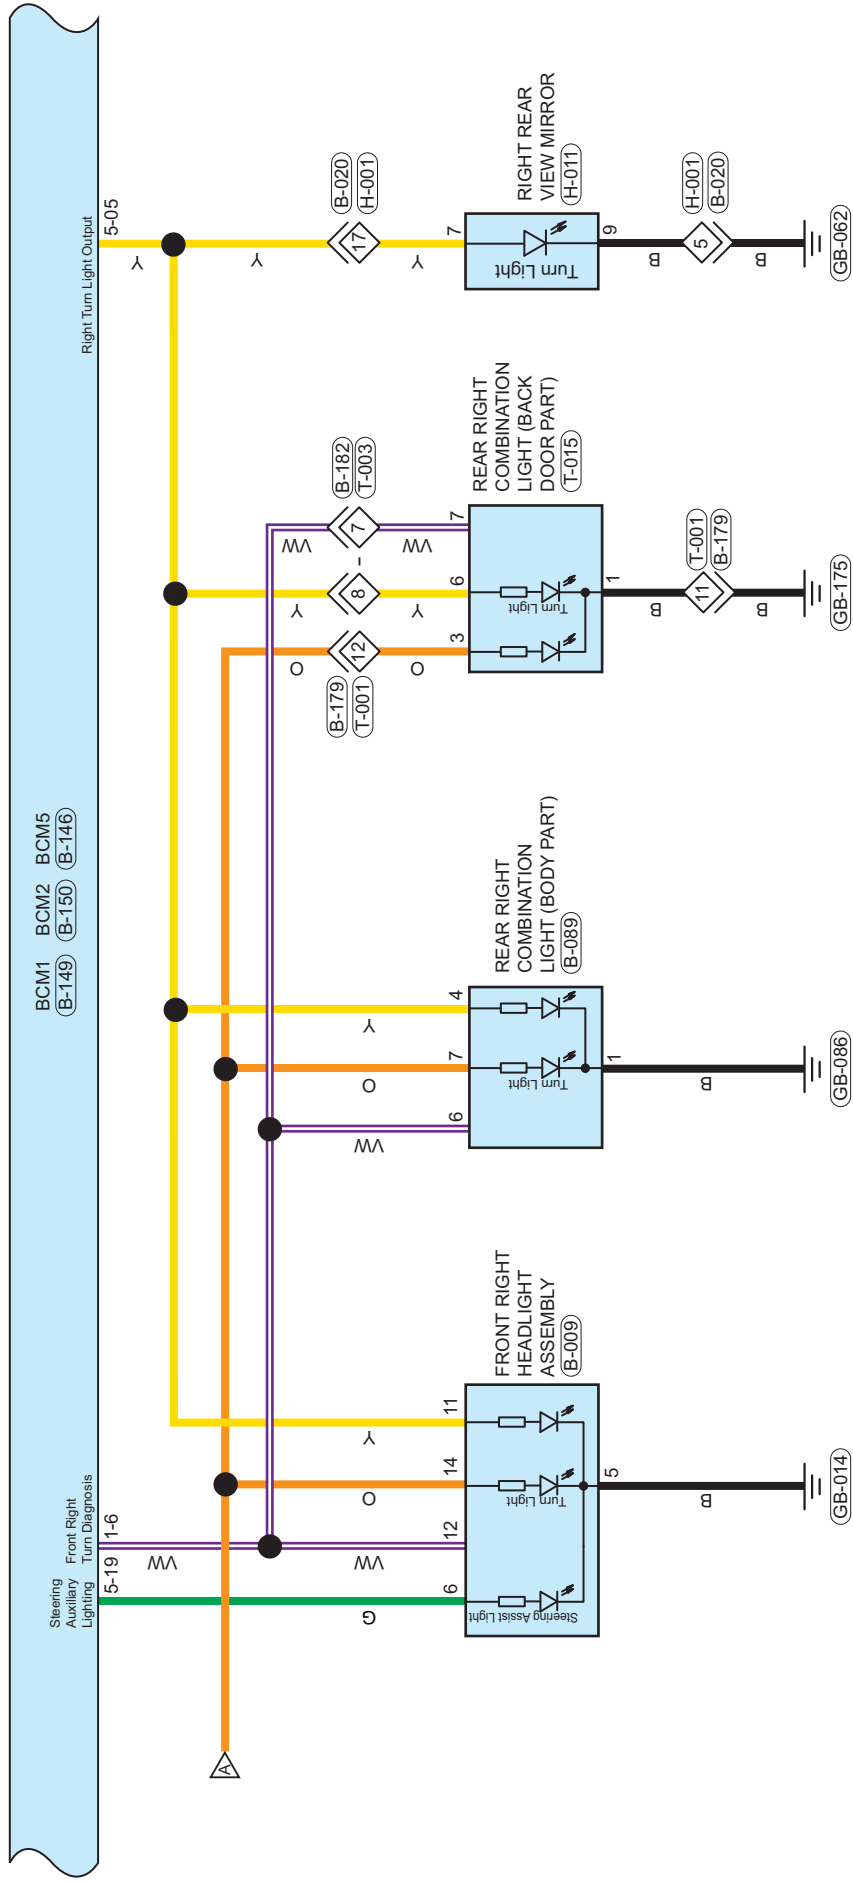 BCM1
B-149
BCM2
B-150
BCM5
B-146
Steering
Auxiliary
Lighting
5-19
Front Right
Turn Diagnosis
1-6
Right Turn Light Output
5-05
VW
Y
A
Y
B-020
H-001
17
B-182
T-003
7
-
8
12
B-179
T-001
VW
Y
O
VW
Y
O
Y
G
VW
O
Y
VW
O
Y
6
12
14
11
Steering Assist Light
Turn Light
5
FRONT RIGHT
HEADLIGHT
ASSEMBLY
B-009
B
GB-014
6
7
4
Turn Light
1
REAR RIGHT
COMBINATION
LIGHT (BODY PART)
B-089
B
GB-086
3
6
7
Turn Light
1
REAR RIGHT
COMBINATION
LIGHT (BACK
DOOR PART)
T-015
B
11
T-001
B-179
B
GB-175
7
Turn Light
9
RIGHT REAR
VIEW MIRROR
H-011
B
5
H-001
B-020
B
GB-062